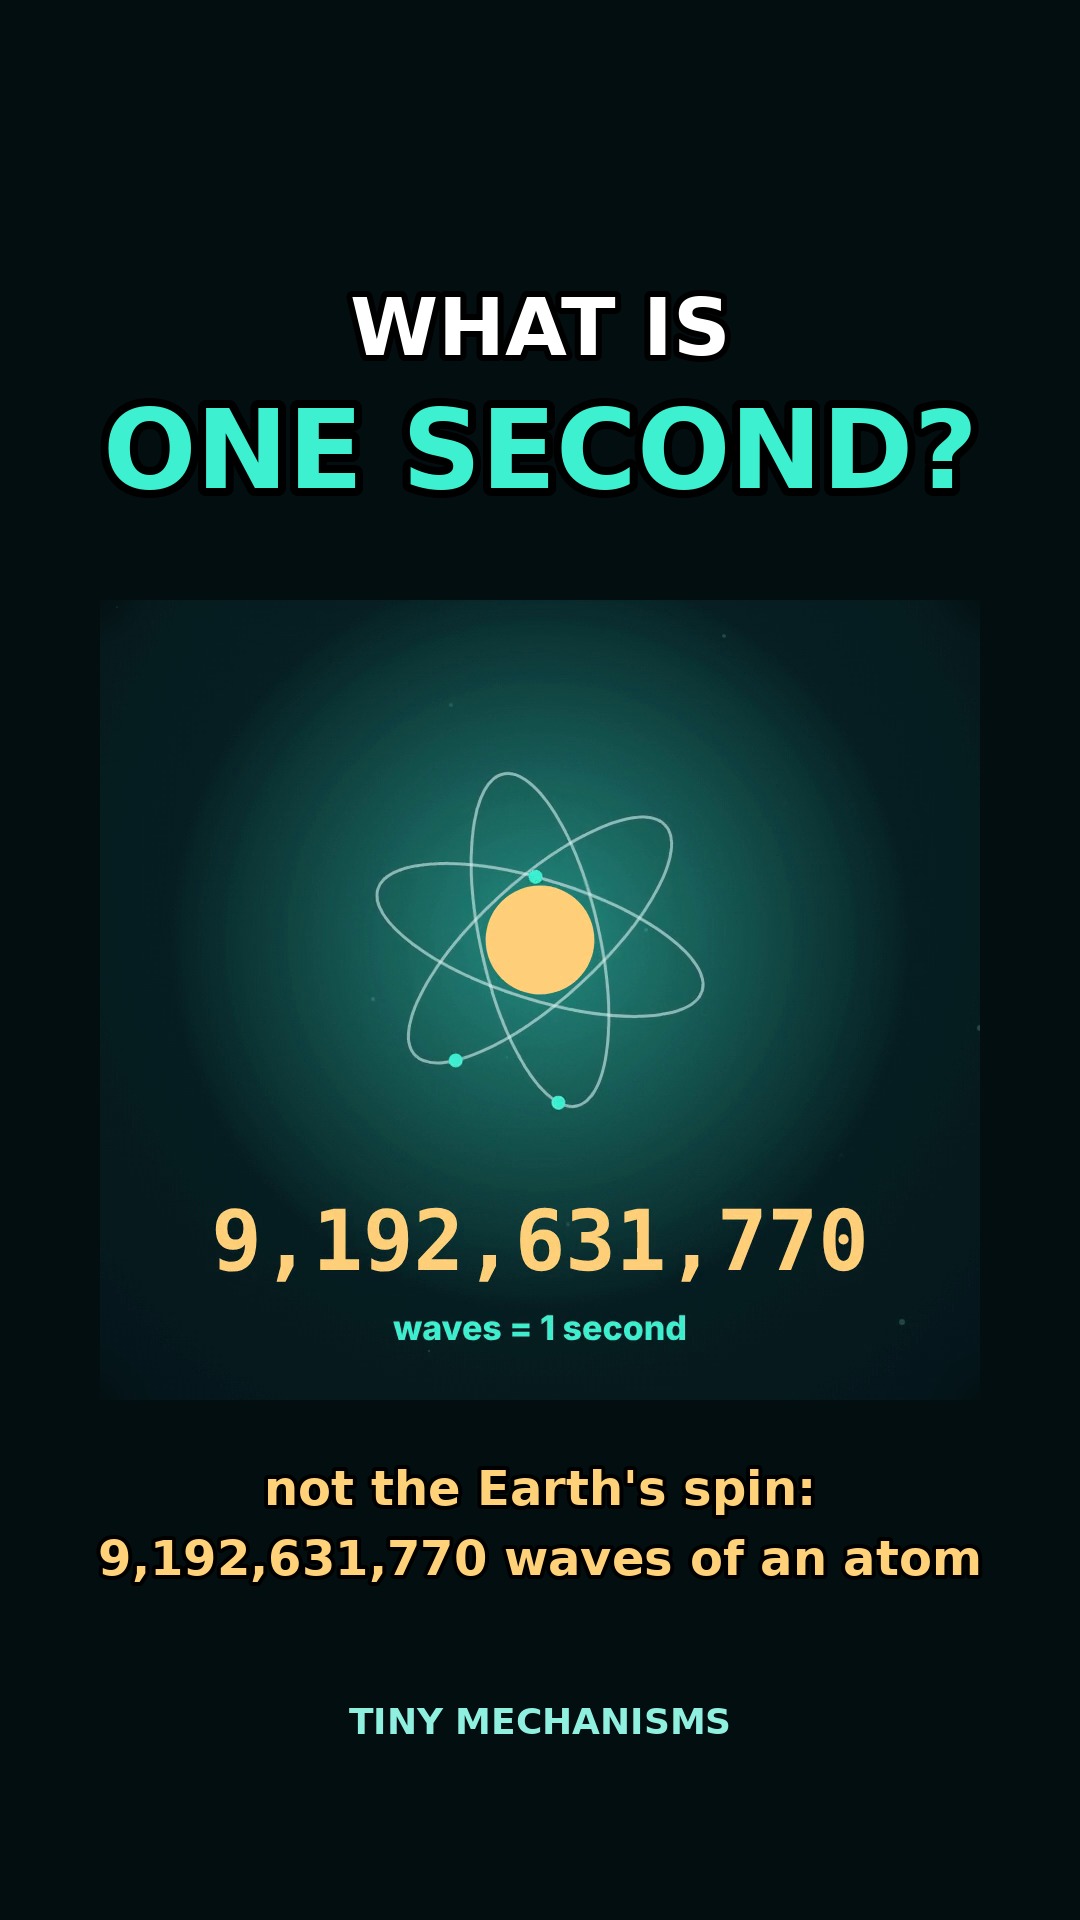 WHAT IS
ONE SECOND?
9,192,631,770
waves = 1 second
not the Earth's spin:
9,192,631,770 waves of an atom
TINY MECHANISMS